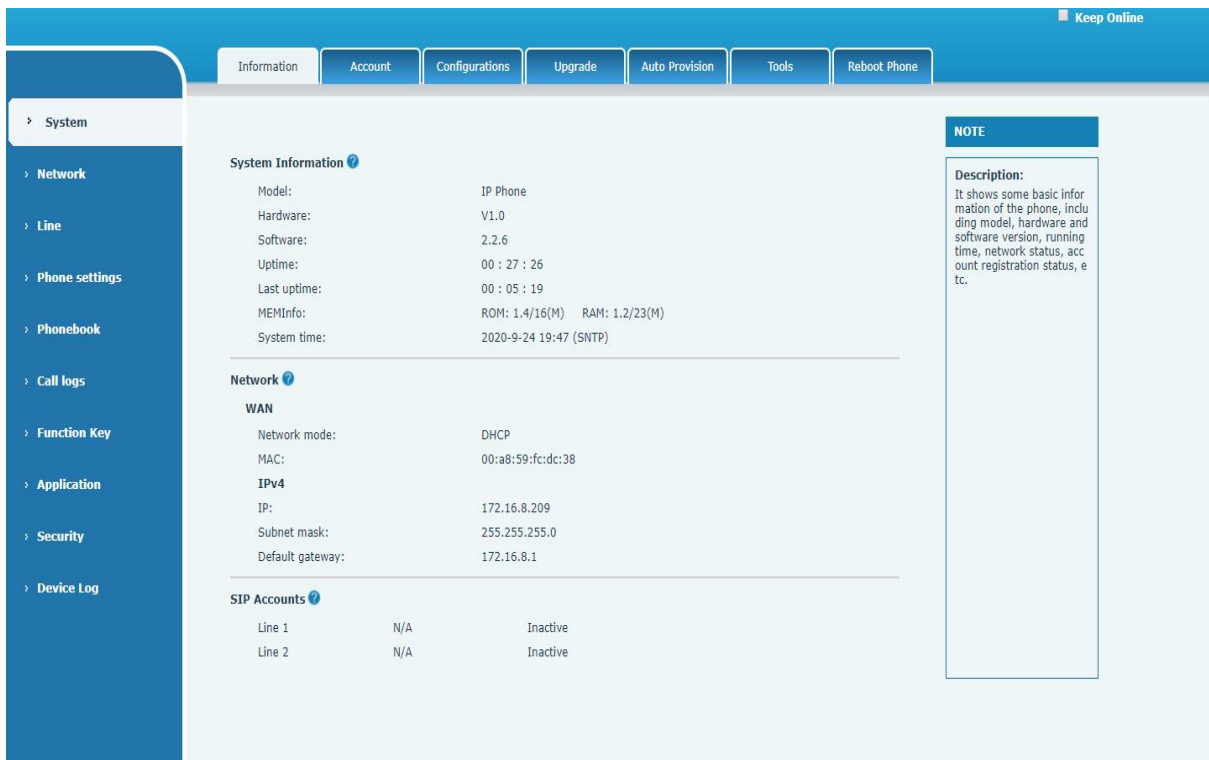 Keep Online
Information Account Configurations Upgrade Auto Provision Tools Reboot Phone
System
Network
Line
Phone settings
Phonebook
Call logs
Function Key
Application
Security
Device Log
System Information
Model: IP Phone
Hardware: V1.0
Software: 2.2.6
Uptime: 00 : 27 : 26
Last uptime: 00 : 05 : 19
MEMInfo: ROM: 1.4/16(M) RAM: 1.2/23(M)
System time: 2020-9-24 19:47 (SNTP)
Network
WAN
Network mode: DHCP
MAC: 00:a8:59:fc:dc:38
IPv4
IP: 172.16.8.209
Subnet mask: 255.255.255.0
Default gateway: 172.16.8.1
SIP Accounts
Line 1 N/A Inactive
Line 2 N/A Inactive
NOTE
Description:
It shows some basic infor
mation of the phone, inclu
ding model, hardware and
software version, running
time, network status, acc
ount registration status, e
tc.